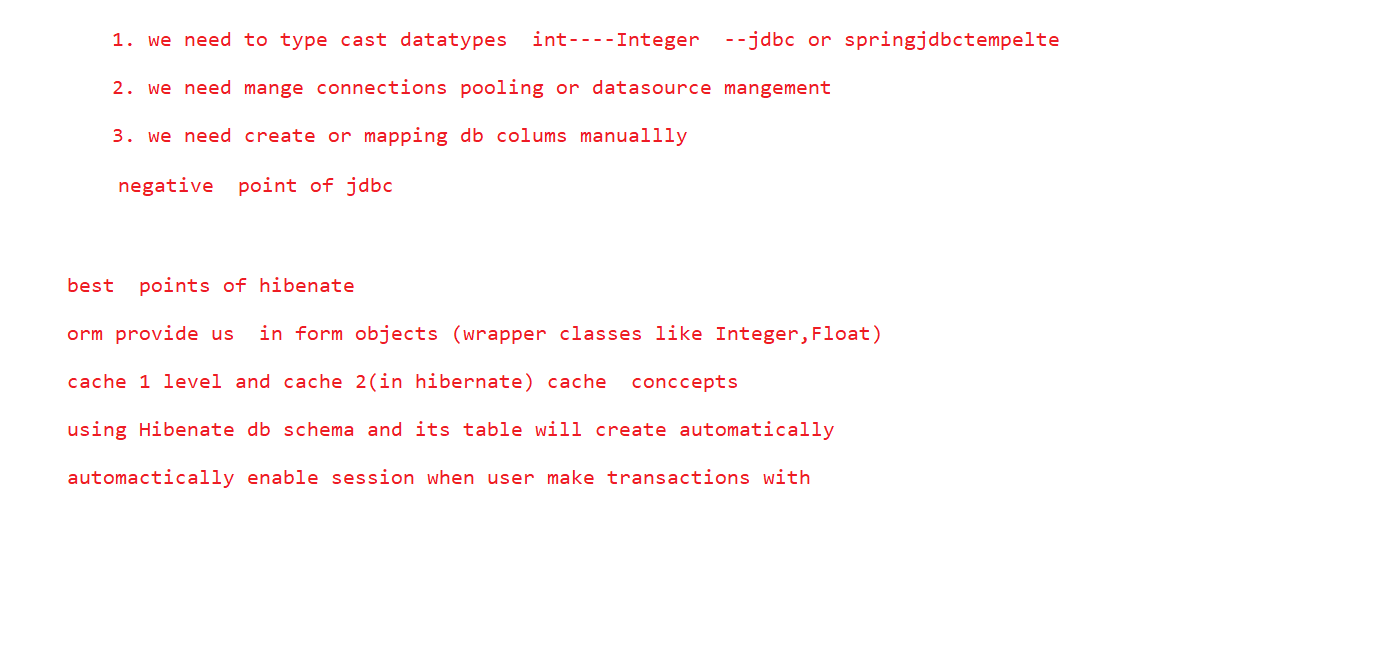 1. we need to type cast datatypes  int----Integer  --jdbc or springjdbctempelte
2. we need mange connections pooling or datasource mangement
3. we need create or mapping db colums manuallly
negative  point of jdbc
best  points of hibenate
orm provide us  in form objects (wrapper classes like Integer,Float)
cache 1 level and cache 2(in hibernate) cache  conccepts
using Hibenate db schema and its table will create automatically
automactically enable session when user make transactions with